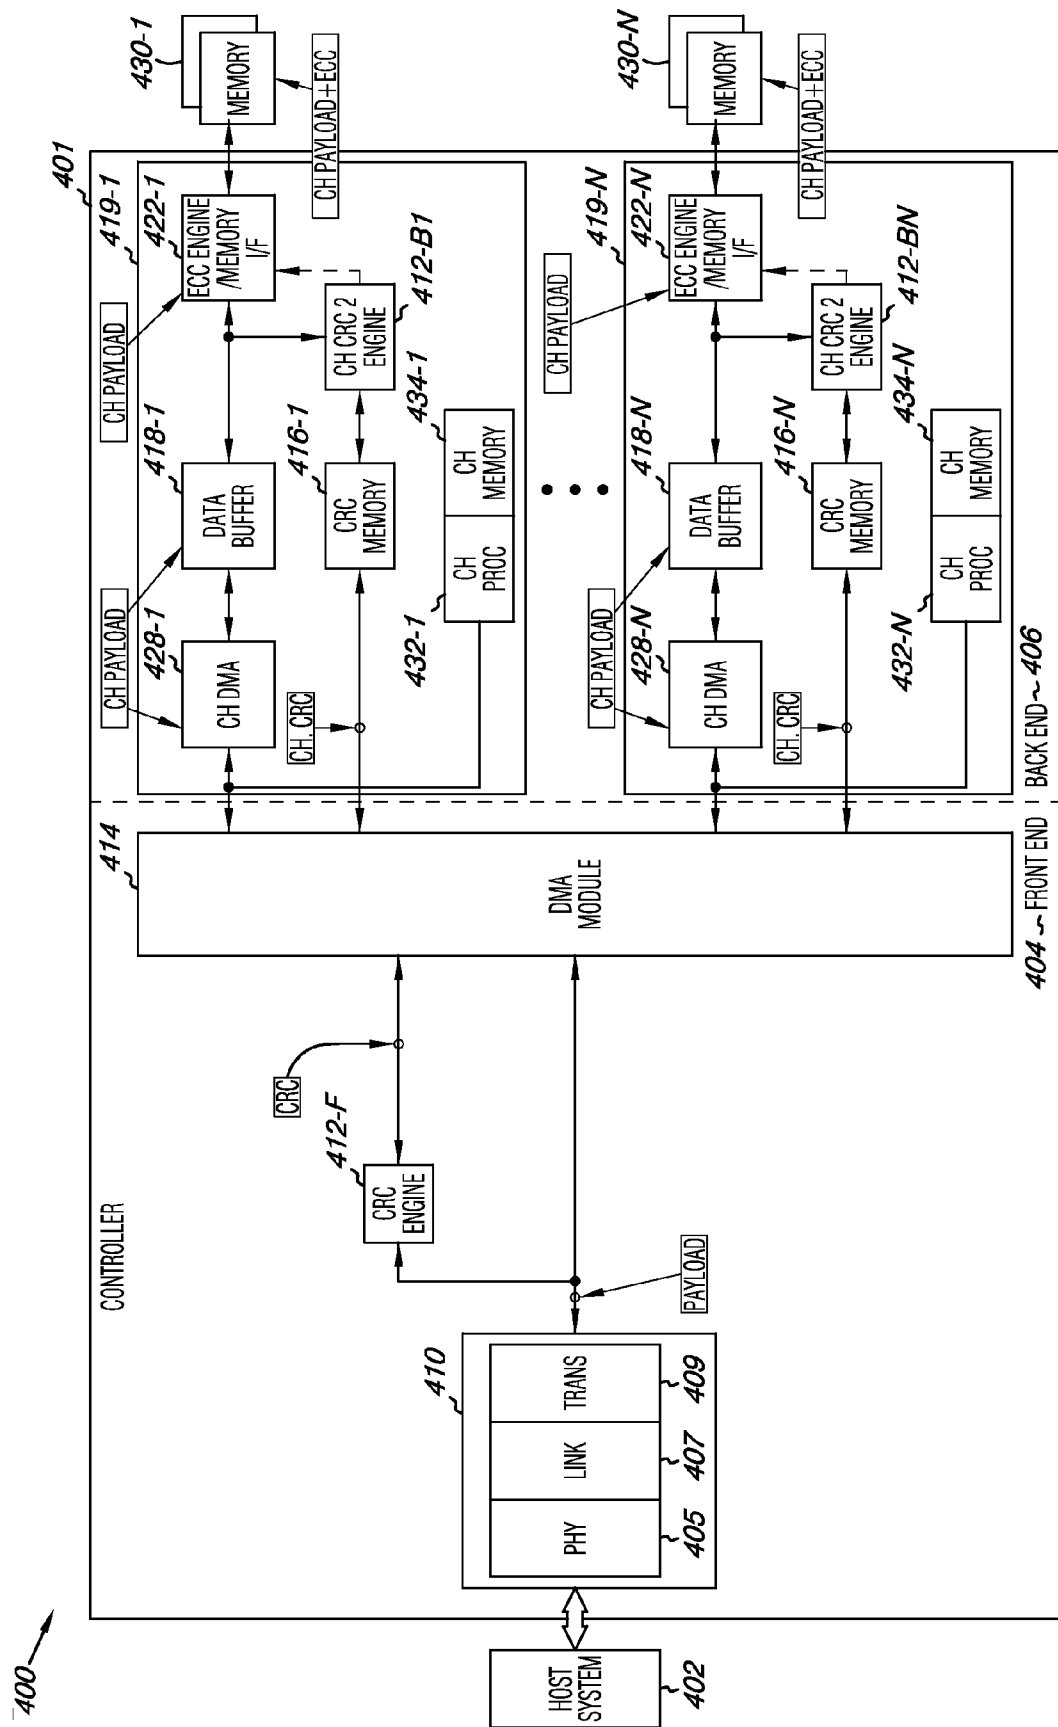 400
HOST
SYSTEM
402
CONTROLLER
401
410
PHY
LINK
TRANS
405
407
409
PAYLOAD
CRC
412-F
CRC
ENGINE
414
DMA
MODULE
404 FRONT END
BACK END 406
419-1
CH PAYLOAD
428-1
CH DMA
418-1
DATA
BUFFER
CH PAYLOAD
422-1
ECC ENGINE
/MEMORY
I/F
CH. CRC
416-1
CRC
MEMORY
412-B1
CH CRC 2
ENGINE
432-1
CH
PROC
CH
MEMORY
434-1
430-1
MEMORY
CH PAYLOAD+ECC
419-N
CH PAYLOAD
428-N
CH DMA
418-N
DATA
BUFFER
CH PAYLOAD
422-N
ECC ENGINE
/MEMORY
I/F
CH. CRC
416-N
CRC
MEMORY
412-BN
CH CRC 2
ENGINE
432-N
CH
PROC
CH
MEMORY
434-N
430-N
MEMORY
CH PAYLOAD+ECC